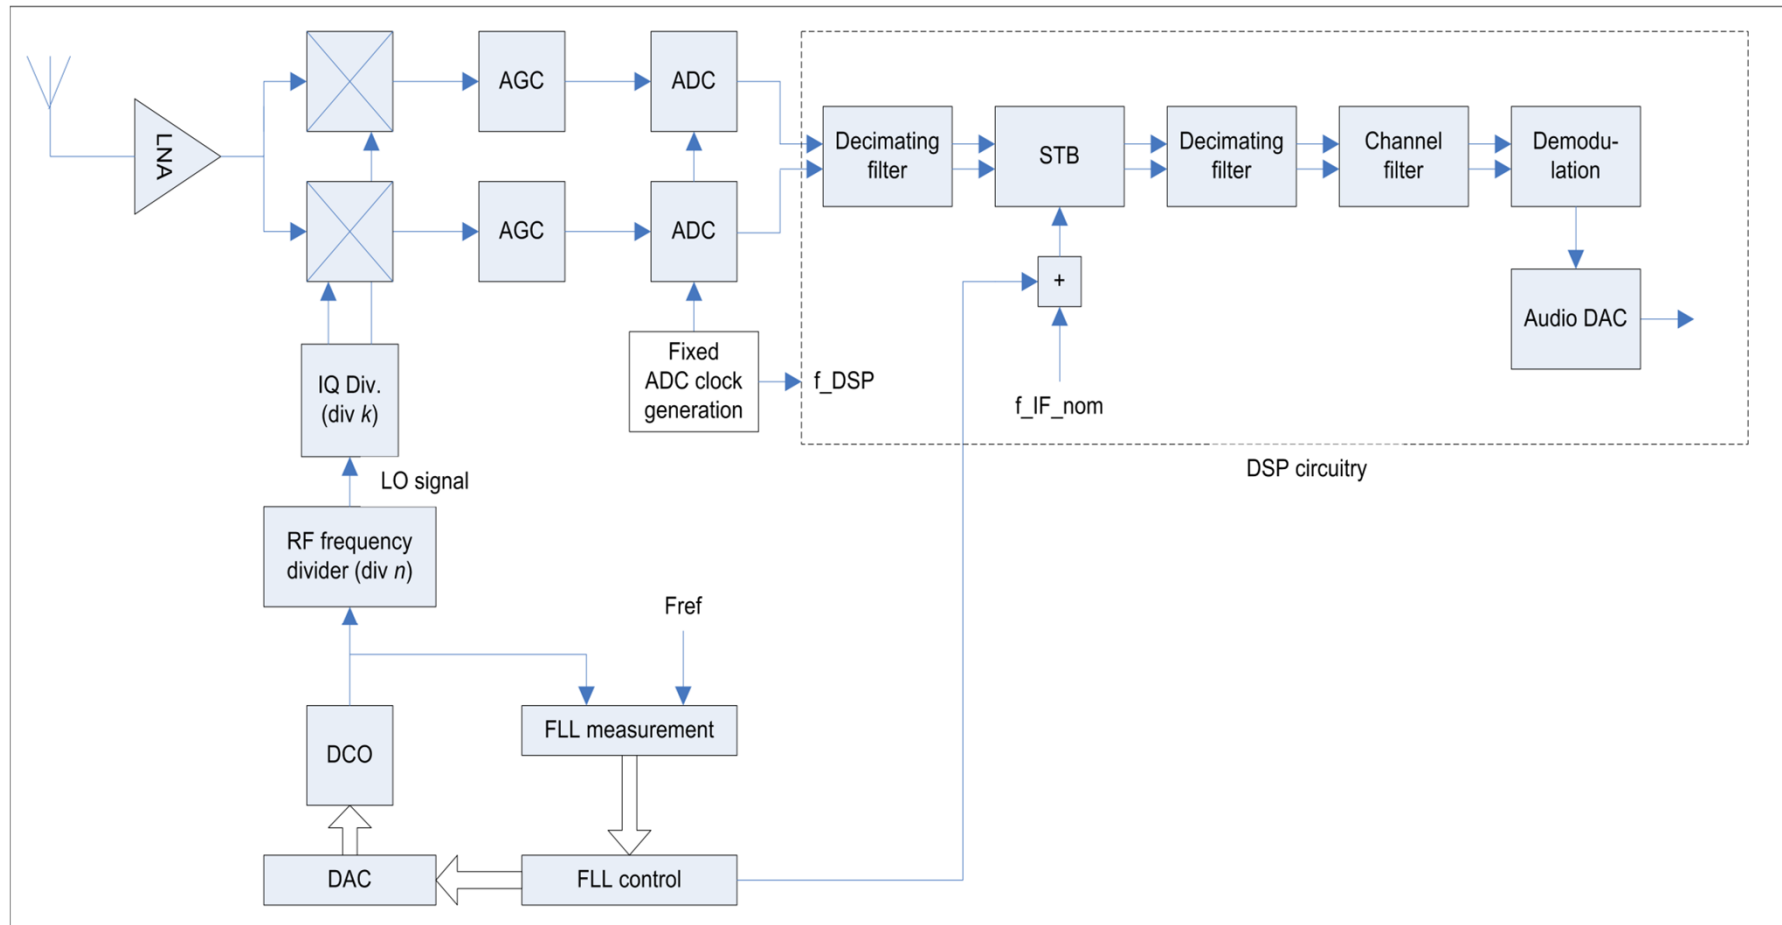 LNA
AGC
ADC
AGC
ADC
Decimating
filter
STB
Decimating
filter
Channel
filter
Demodu-
lation
+
Audio DAC
f_IF_nom
Fixed
ADC clock
generation
f_DSP
DSP circuitry
IQ Div.
(div k)
LO signal
RF frequency
divider (div n)
Fref
DCO
FLL measurement
DAC
FLL control